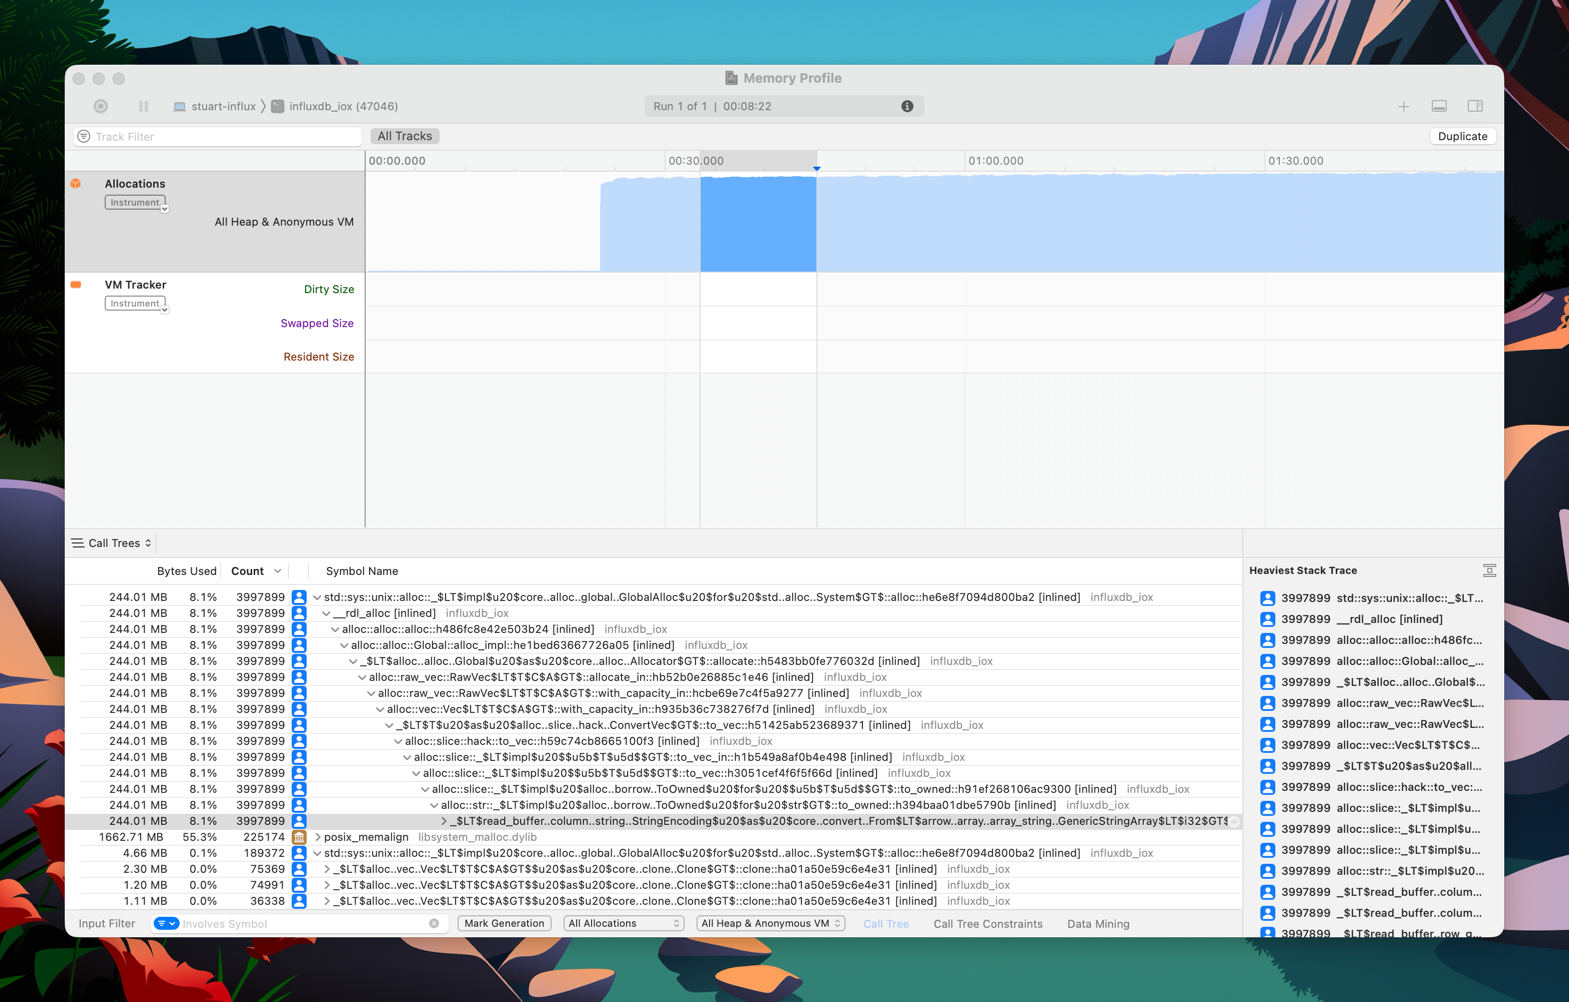 Memory Profile
stuart-influx 〉 influxdb_iox (47046)
Run 1 of 1 | 00:08:22
Track Filter
All Tracks
Duplicate
00:00.000 00:30.000 01:00.000 01:30.000
Allocations
Instrument
All Heap & Anonymous VM
VM Tracker
Instrument
Dirty Size
Swapped Size
Resident Size
Call Trees
Bytes Used Count Symbol Name
244.01 MB 8.1% 3997899 std::sys::unix::alloc::_$LT$impl$u20$core..alloc..global..GlobalAlloc$u20$for$u20$std..alloc..System$GT$::alloc::he6e8f7094d800ba2 [inlined] influxdb_iox
244.01 MB 8.1% 3997899 __rdl_alloc [inlined] influxdb_iox
244.01 MB 8.1% 3997899 alloc::alloc::alloc::h486fc8e42e503b24 [inlined] influxdb_iox
244.01 MB 8.1% 3997899 alloc::alloc::Global::alloc_impl::he1bed63667726a05 [inlined] influxdb_iox
244.01 MB 8.1% 3997899 _$LT$alloc..alloc..Global$u20$as$u20$core..alloc..Allocator$GT$::allocate::h5483bb0fe776032d [inlined] influxdb_iox
244.01 MB 8.1% 3997899 alloc::raw_vec::RawVec$LT$T$C$A$GT$::allocate_in::hb52b0e26885c1e46 [inlined] influxdb_iox
244.01 MB 8.1% 3997899 alloc::raw_vec::RawVec$LT$T$C$A$GT$::with_capacity_in::hcbe69e7c4f5a9277 [inlined] influxdb_iox
244.01 MB 8.1% 3997899 alloc::vec::Vec$LT$T$C$A$GT$::with_capacity_in::h935b36c738276f7d [inlined] influxdb_iox
244.01 MB 8.1% 3997899 _$LT$T$u20$as$u20$alloc..slice..hack..ConvertVec$GT$::to_vec::h51425ab523689371 [inlined] influxdb_iox
244.01 MB 8.1% 3997899 alloc::slice::hack::to_vec::h59c74cb8665100f3 [inlined] influxdb_iox
244.01 MB 8.1% 3997899 alloc::slice::_$LT$impl$u20$$u5b$T$u5d$$GT$::to_vec_in::h1b549a8af0b4e498 [inlined] influxdb_iox
244.01 MB 8.1% 3997899 alloc::slice::_$LT$impl$u20$$u5b$T$u5d$$GT$::to_vec::h3051cef4f6f5f66d [inlined] influxdb_iox
244.01 MB 8.1% 3997899 alloc::slice::_$LT$impl$u20$alloc..borrow..ToOwned$u20$for$u20$$u5b$T$u5d$$GT$::to_owned::h91ef268106ac9300 [inlined] influxdb_iox
244.01 MB 8.1% 3997899 alloc::str::_$LT$impl$u20$alloc..borrow..ToOwned$u20$for$u20$str$GT$::to_owned::h394baa01dbe5790b [inlined] influxdb_iox
244.01 MB 8.1% 3997899 _$LT$read_buffer..column..string..StringEncoding$u20$as$u20$core..convert..From$LT$arrow..array..array_string..GenericStringArray$LT$i32$GT$
1662.71 MB 55.3% 225174 posix_memalign libsystem_malloc.dylib
4.66 MB 0.1% 189372 std::sys::unix::alloc::_$LT$impl$u20$core..alloc..global..GlobalAlloc$u20$for$u20$std..alloc..System$GT$::alloc::he6e8f7094d800ba2 [inlined] influxdb_iox
2.30 MB 0.0% 75369 _$LT$alloc..vec..Vec$LT$T$C$A$GT$$u20$as$u20$core..clone..Clone$GT$::clone::ha01a50e59c6e4e31 [inlined] influxdb_iox
1.20 MB 0.0% 74991 _$LT$alloc..vec..Vec$LT$T$C$A$GT$$u20$as$u20$core..clone..Clone$GT$::clone::ha01a50e59c6e4e31 [inlined] influxdb_iox
1.11 MB 0.0% 36338 _$LT$alloc..vec..Vec$LT$T$C$A$GT$$u20$as$u20$core..clone..Clone$GT$::clone::ha01a50e59c6e4e31 [inlined] influxdb_iox
Heaviest Stack Trace
3997899 std::sys::unix::alloc::_$LT...
3997899 __rdl_alloc [inlined]
3997899 alloc::alloc::alloc::h486fc...
3997899 alloc::alloc::Global::alloc_...
3997899 _$LT$alloc..alloc..Global$...
3997899 alloc::raw_vec::RawVec$L...
3997899 alloc::raw_vec::RawVec$L...
3997899 alloc::vec::Vec$LT$T$C$...
3997899 _$LT$T$u20$as$u20$all...
3997899 alloc::slice::hack::to_vec:...
3997899 alloc::slice::_$LT$impl$u...
3997899 alloc::slice::_$LT$impl$u...
3997899 alloc::slice::_$LT$impl$u...
3997899 alloc::str::_$LT$impl$u20...
3997899 _$LT$read_buffer..colum...
3997899 _$LT$read_buffer..colum...
3997899 _$LT$read_buffer..row_g...
Input Filter
Involves Symbol
Mark Generation
All Allocations
All Heap & Anonymous VM
Call Tree
Call Tree Constraints
Data Mining